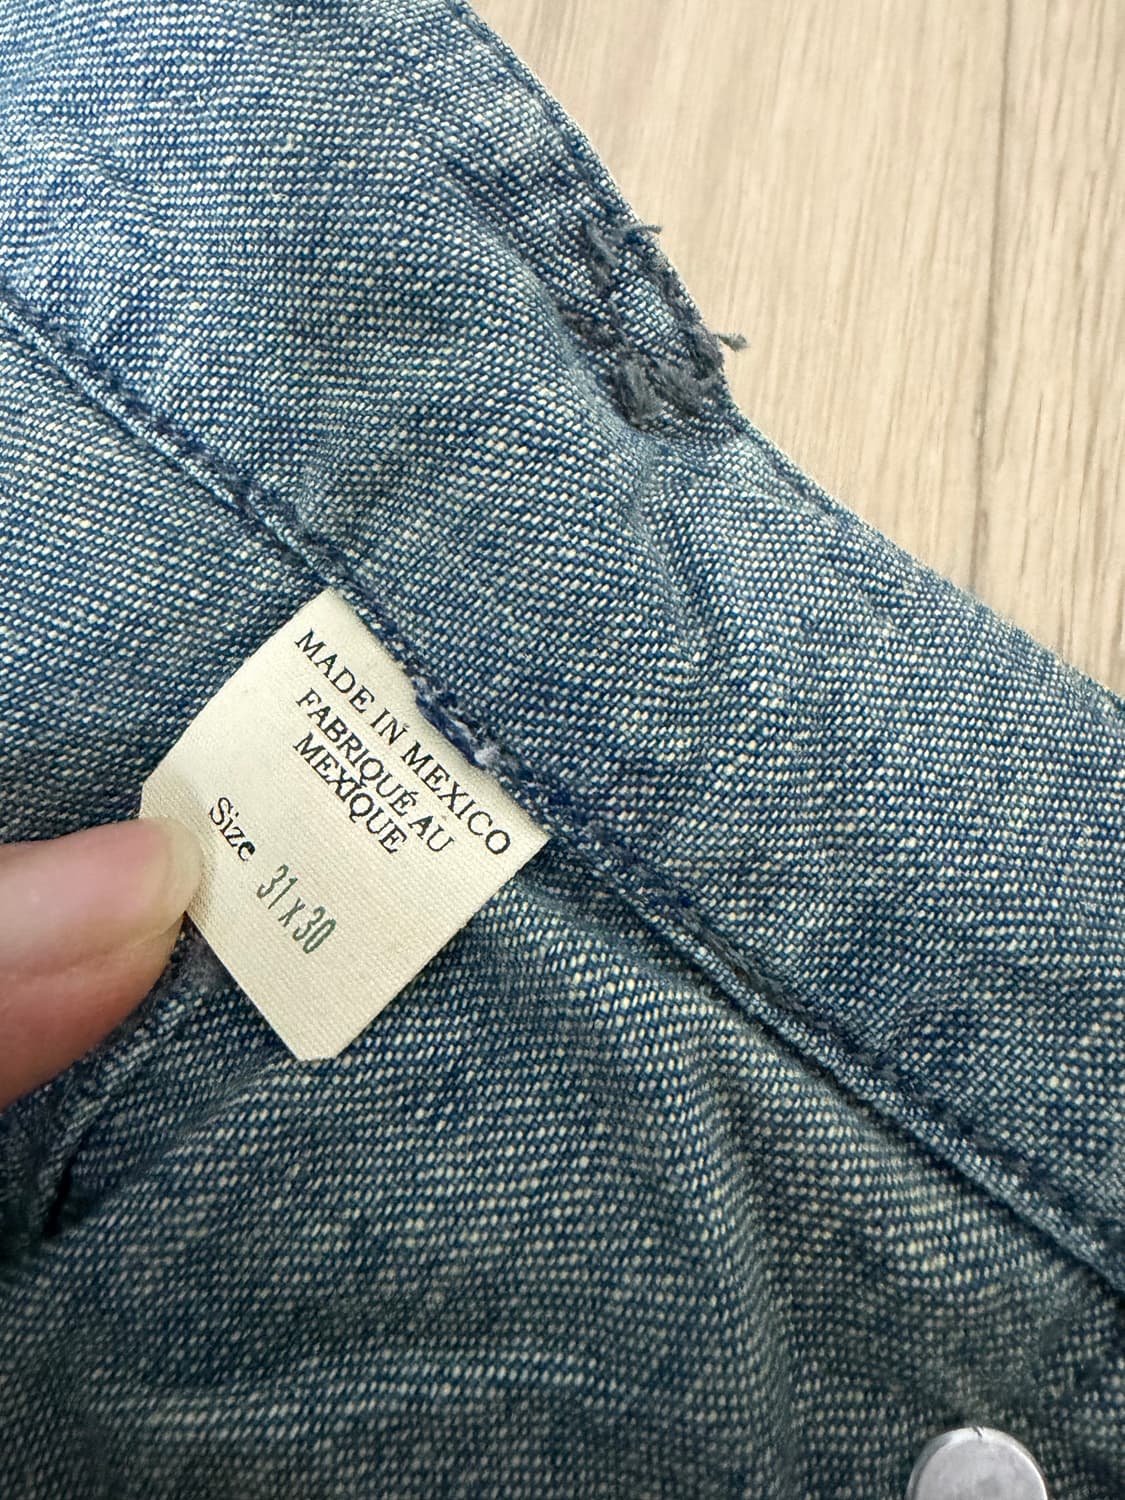 MADE IN MEXICO
FABRIQUÉ AU
MEXIQUE
Size 31 x 30